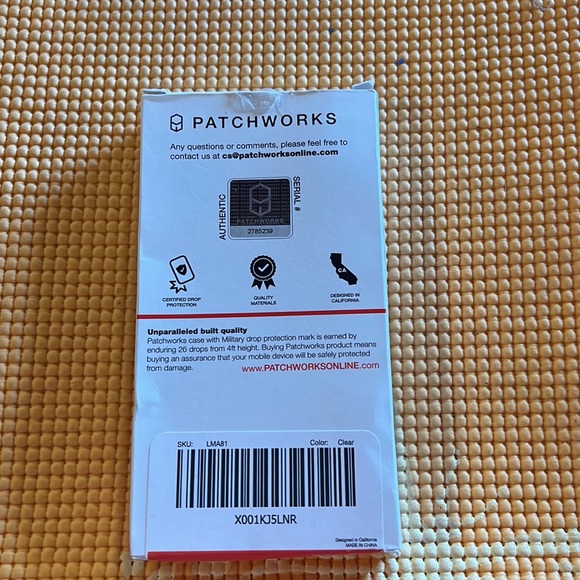 PATCHWORKS
Any questions or comments, please feel free to
contact us at cs@patchworksonline.com
AUTHENTIC
PATCHWORKS
2785239
SERIAL #
CERTIFIED DROP
PROTECTION
QUALITY
MATERIALS
CA
DESIGNED IN
CALIFORNIA
Unparalleled built quality
Patchworks case with Military drop protection mark is earned by
enduring 26 drops from 4ft height. Buying Patchworks product means
buying an assurance that your mobile device will be safely protected
from damage.
www.PATCHWORKSONLINE.com
SKU: LMA81 Color: Clear
X001KJ5LNR
Designed in California
MADE IN CHINA